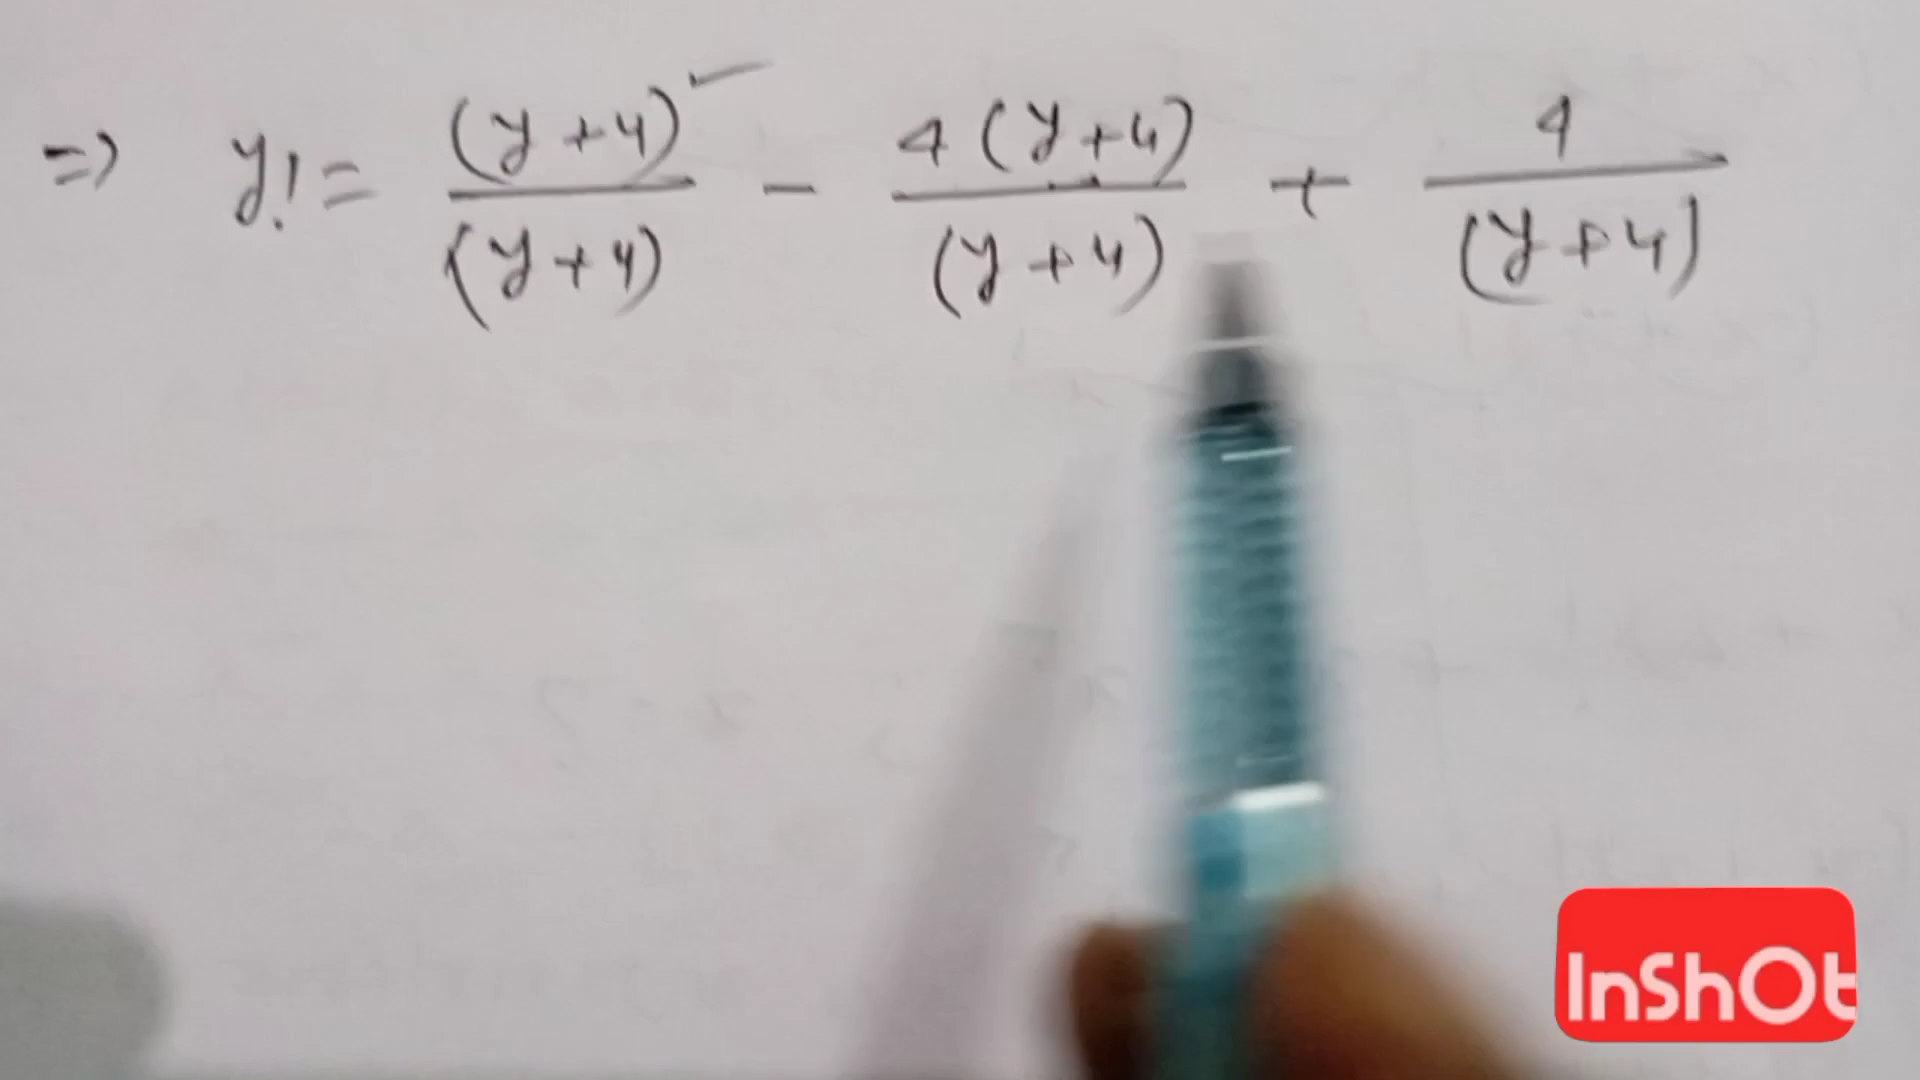 => y! = (y+4)² / (y+4) - 4(y+4) / (y+4) + 4 / (y+4)
InShOt